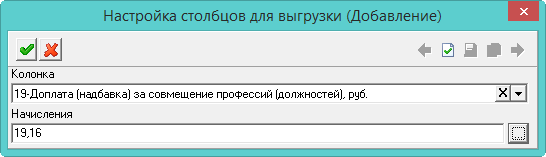 Настройка столбцов для выгрузки (Добавление)
Колонка
19-Доплата (надбавка) за совмещение профессий (должностей), руб.
Начисления
19,16